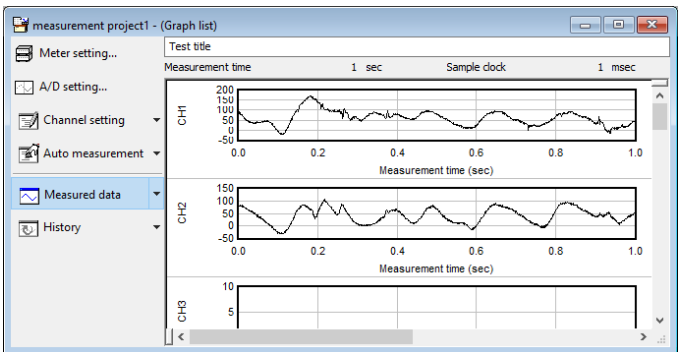 measurement project1 - (Graph list)
Meter setting...
A/D setting...
Channel setting
Auto measurement
Measured data
History
Test title
Measurement time 1 sec Sample clock 1 msec
CH1
200
150
100
50
0
-50
0.0 0.2 0.4 0.6 0.8 1.0
Measurement time (sec)
CH2
150
100
50
0
-50
0.0 0.2 0.4 0.6 0.8 1.0
Measurement time (sec)
CH3
10
5